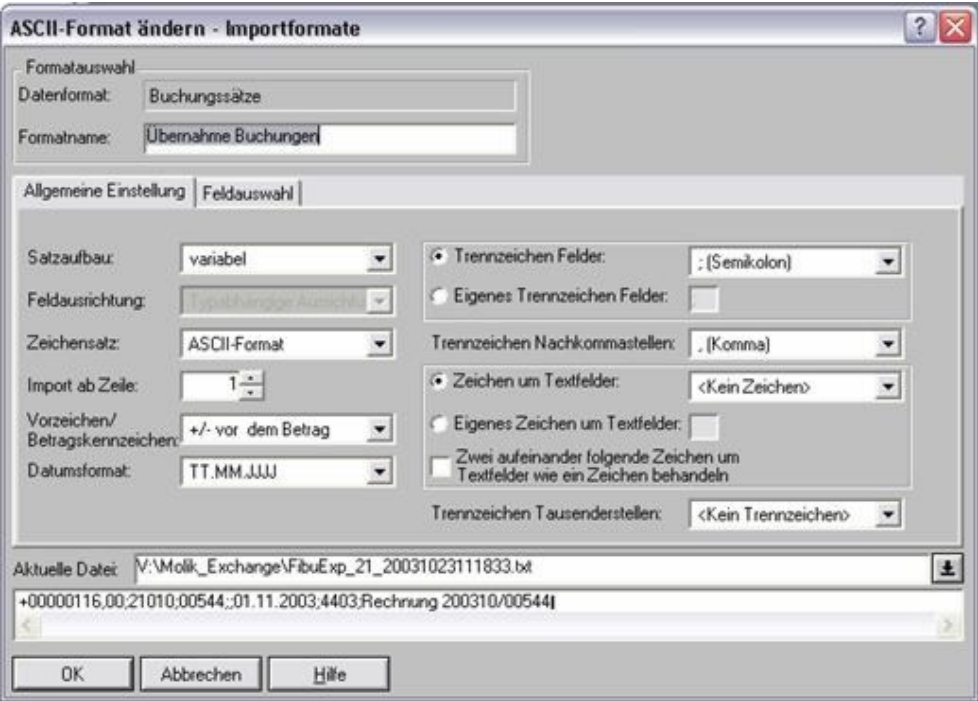 ASCII-Format ändern - Importformate
Formatauswahl
Datenformat: Buchungssätze
Formatname: Übernahme Buchungen
Allgemeine Einstellung Feldauswahl
Satzaufbau: variabel
Feldausrichtung: Typabhängige
Zeichensatz: ASCII-Format
Import ab Zeile: 1
Vorzeichen/
Betragskennzeichen: +/- vor dem Betrag
Datumsformat: TT.MM.JJJJ
Trennzeichen Felder: ; (Semikolon)
Eigenes Trennzeichen Felder:
Trennzeichen Nachkommastellen: , (Komma)
Zeichen um Textfelder: <Kein Zeichen>
Eigenes Zeichen um Textfelder:
Zwei aufeinander folgende Zeichen um
Textfelder wie ein Zeichen behandeln
Trennzeichen Tausenderstellen: <Kein Trennzeichen>
Aktuelle Datei: V:\Molik_Exchange\FibuExp_21_20031023111833.txt
+00000116,00;21010;00544;;01.11.2003;4403;Rechnung 200310/00544
OK Abbrechen Hilfe